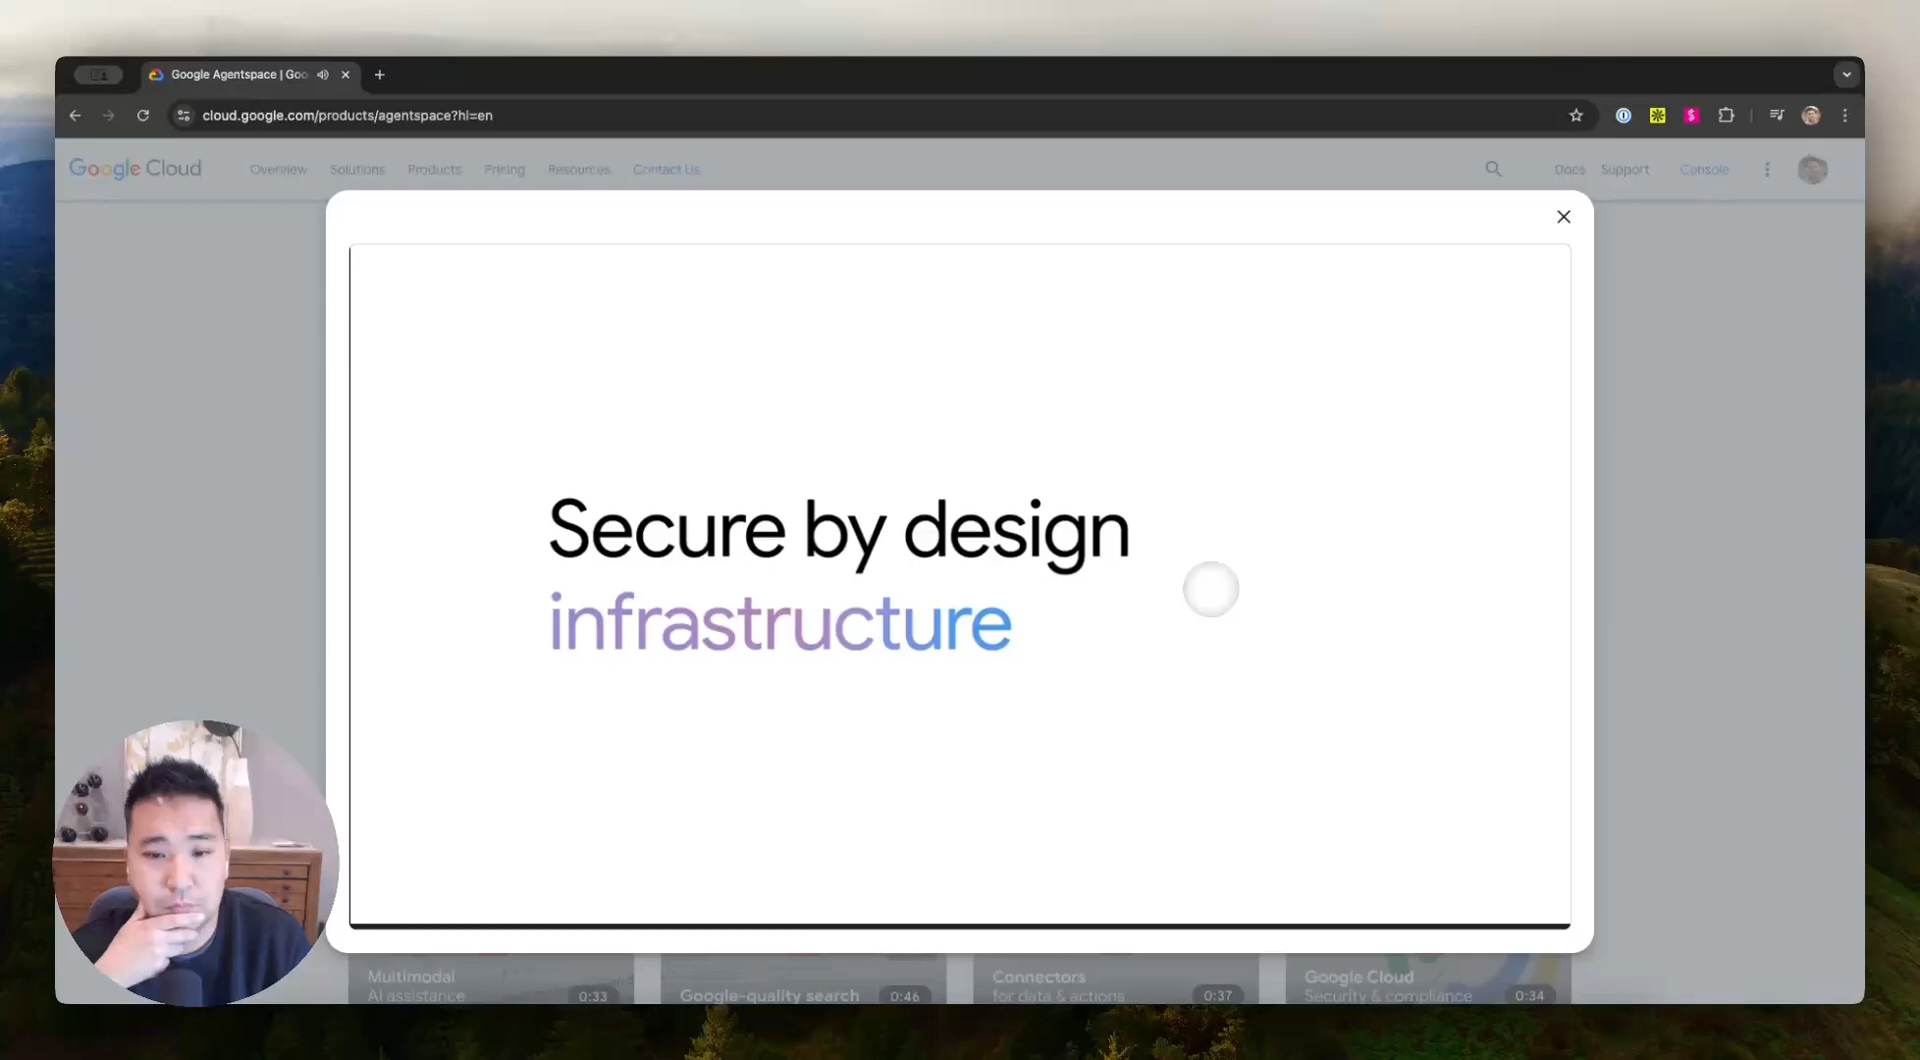 Google Agentspace | Goo
cloud.google.com/products/agentspace?hl=en
Google Cloud
Overview
Solutions
Products
Pricing
Resources
Contact Us
Docs
Support
Console
Secure by design
infrastructure
Multimodal
AI assistance
0:33
Google-quality search
0:46
Connectors
for data & actions
0:37
Google Cloud
Security & compliance
0:34